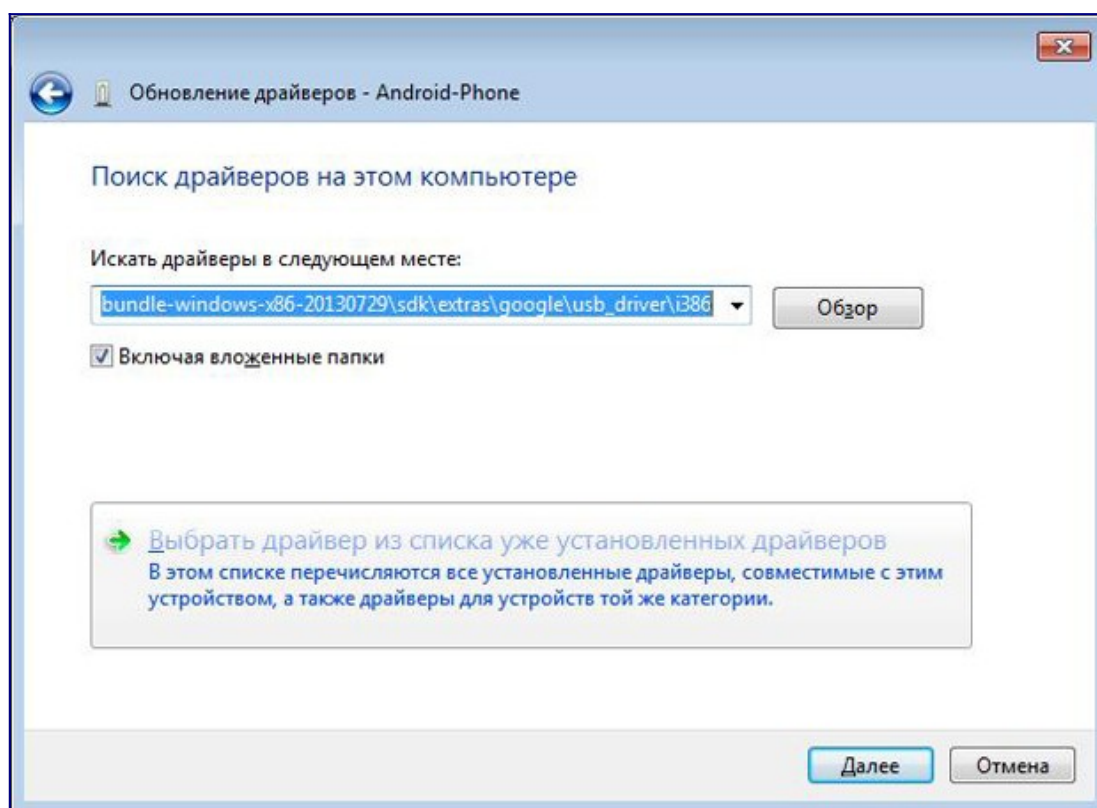 Обновление драйверов - Android-Phone
Поиск драйверов на этом компьютере
Искать драйверы в следующем месте:
bundle-windows-x86-20130729\sdk\extras\google\usb_driver\i386
Обзор
Включая вложенные папки
Выбрать драйвер из списка уже установленных драйверов
В этом списке перечисляются все установленные драйверы, совместимые с этим
устройством, а также драйверы для устройств той же категории.
Далее
Отмена